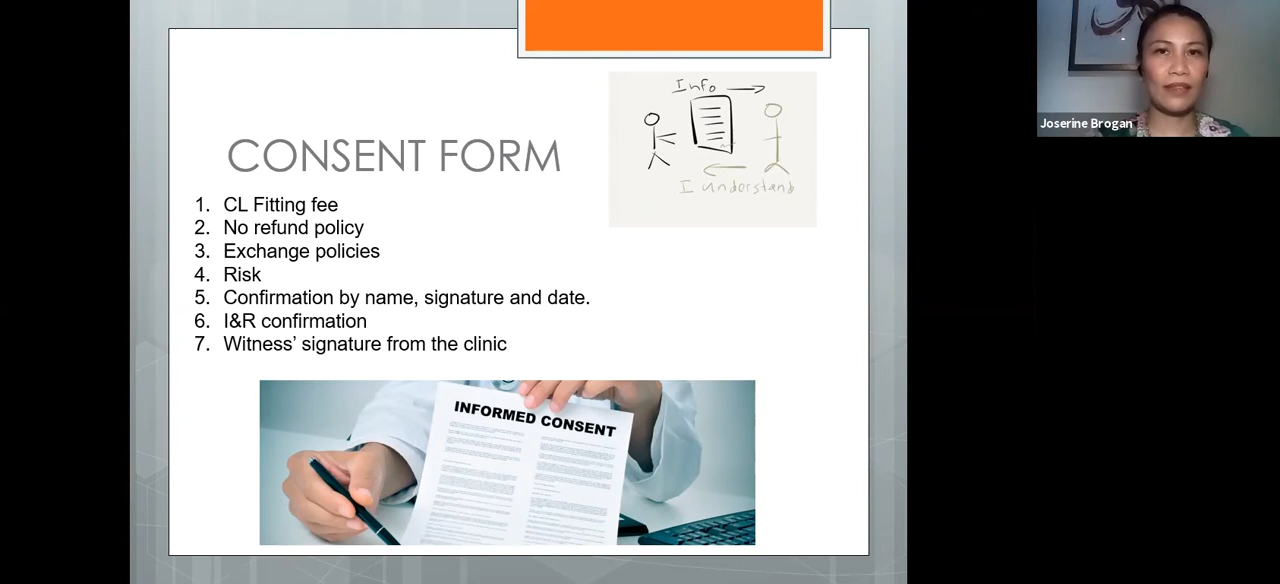 Info
I understand
CONSENT FORM
1. CL Fitting fee
2. No refund policy
3. Exchange policies
4. Risk
5. Confirmation by name, signature and date.
6. I&R confirmation
7. Witness’ signature from the clinic
INFORMED CONSENT
Joserine Brogan